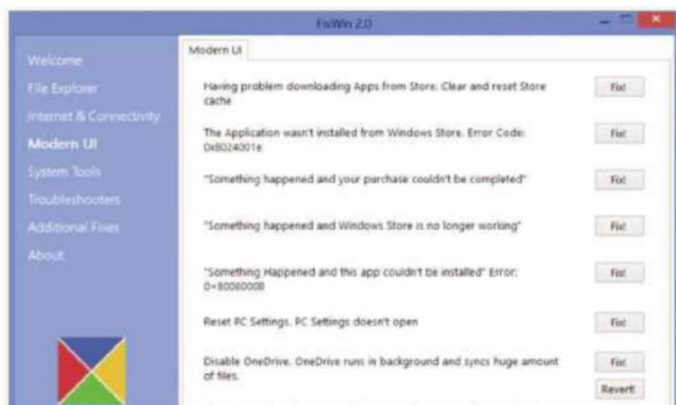 FixWin 2.0
Welcome
File Explorer
Internet & Connectivity
Modern UI
System Tools
Troubleshooters
Additional Fixes
About
Modern UI
Having problem downloading Apps from Store. Clear and reset Store
cache
Fix!
The Application wasn't installed from Windows Store. Error Code:
0x8024001e
Fix!
"Something happened and your purchase couldn't be completed"
Fix!
"Something happened and Windows Store is no longer working"
Fix!
"Something Happened and this app couldn't be installed" Error:
0×80080008
Fix!
Reset PC Settings. PC Settings doesn't open
Fix!
Disable OneDrive. OneDrive runs in background and syncs huge amount
of files.
Fix!
Revert!